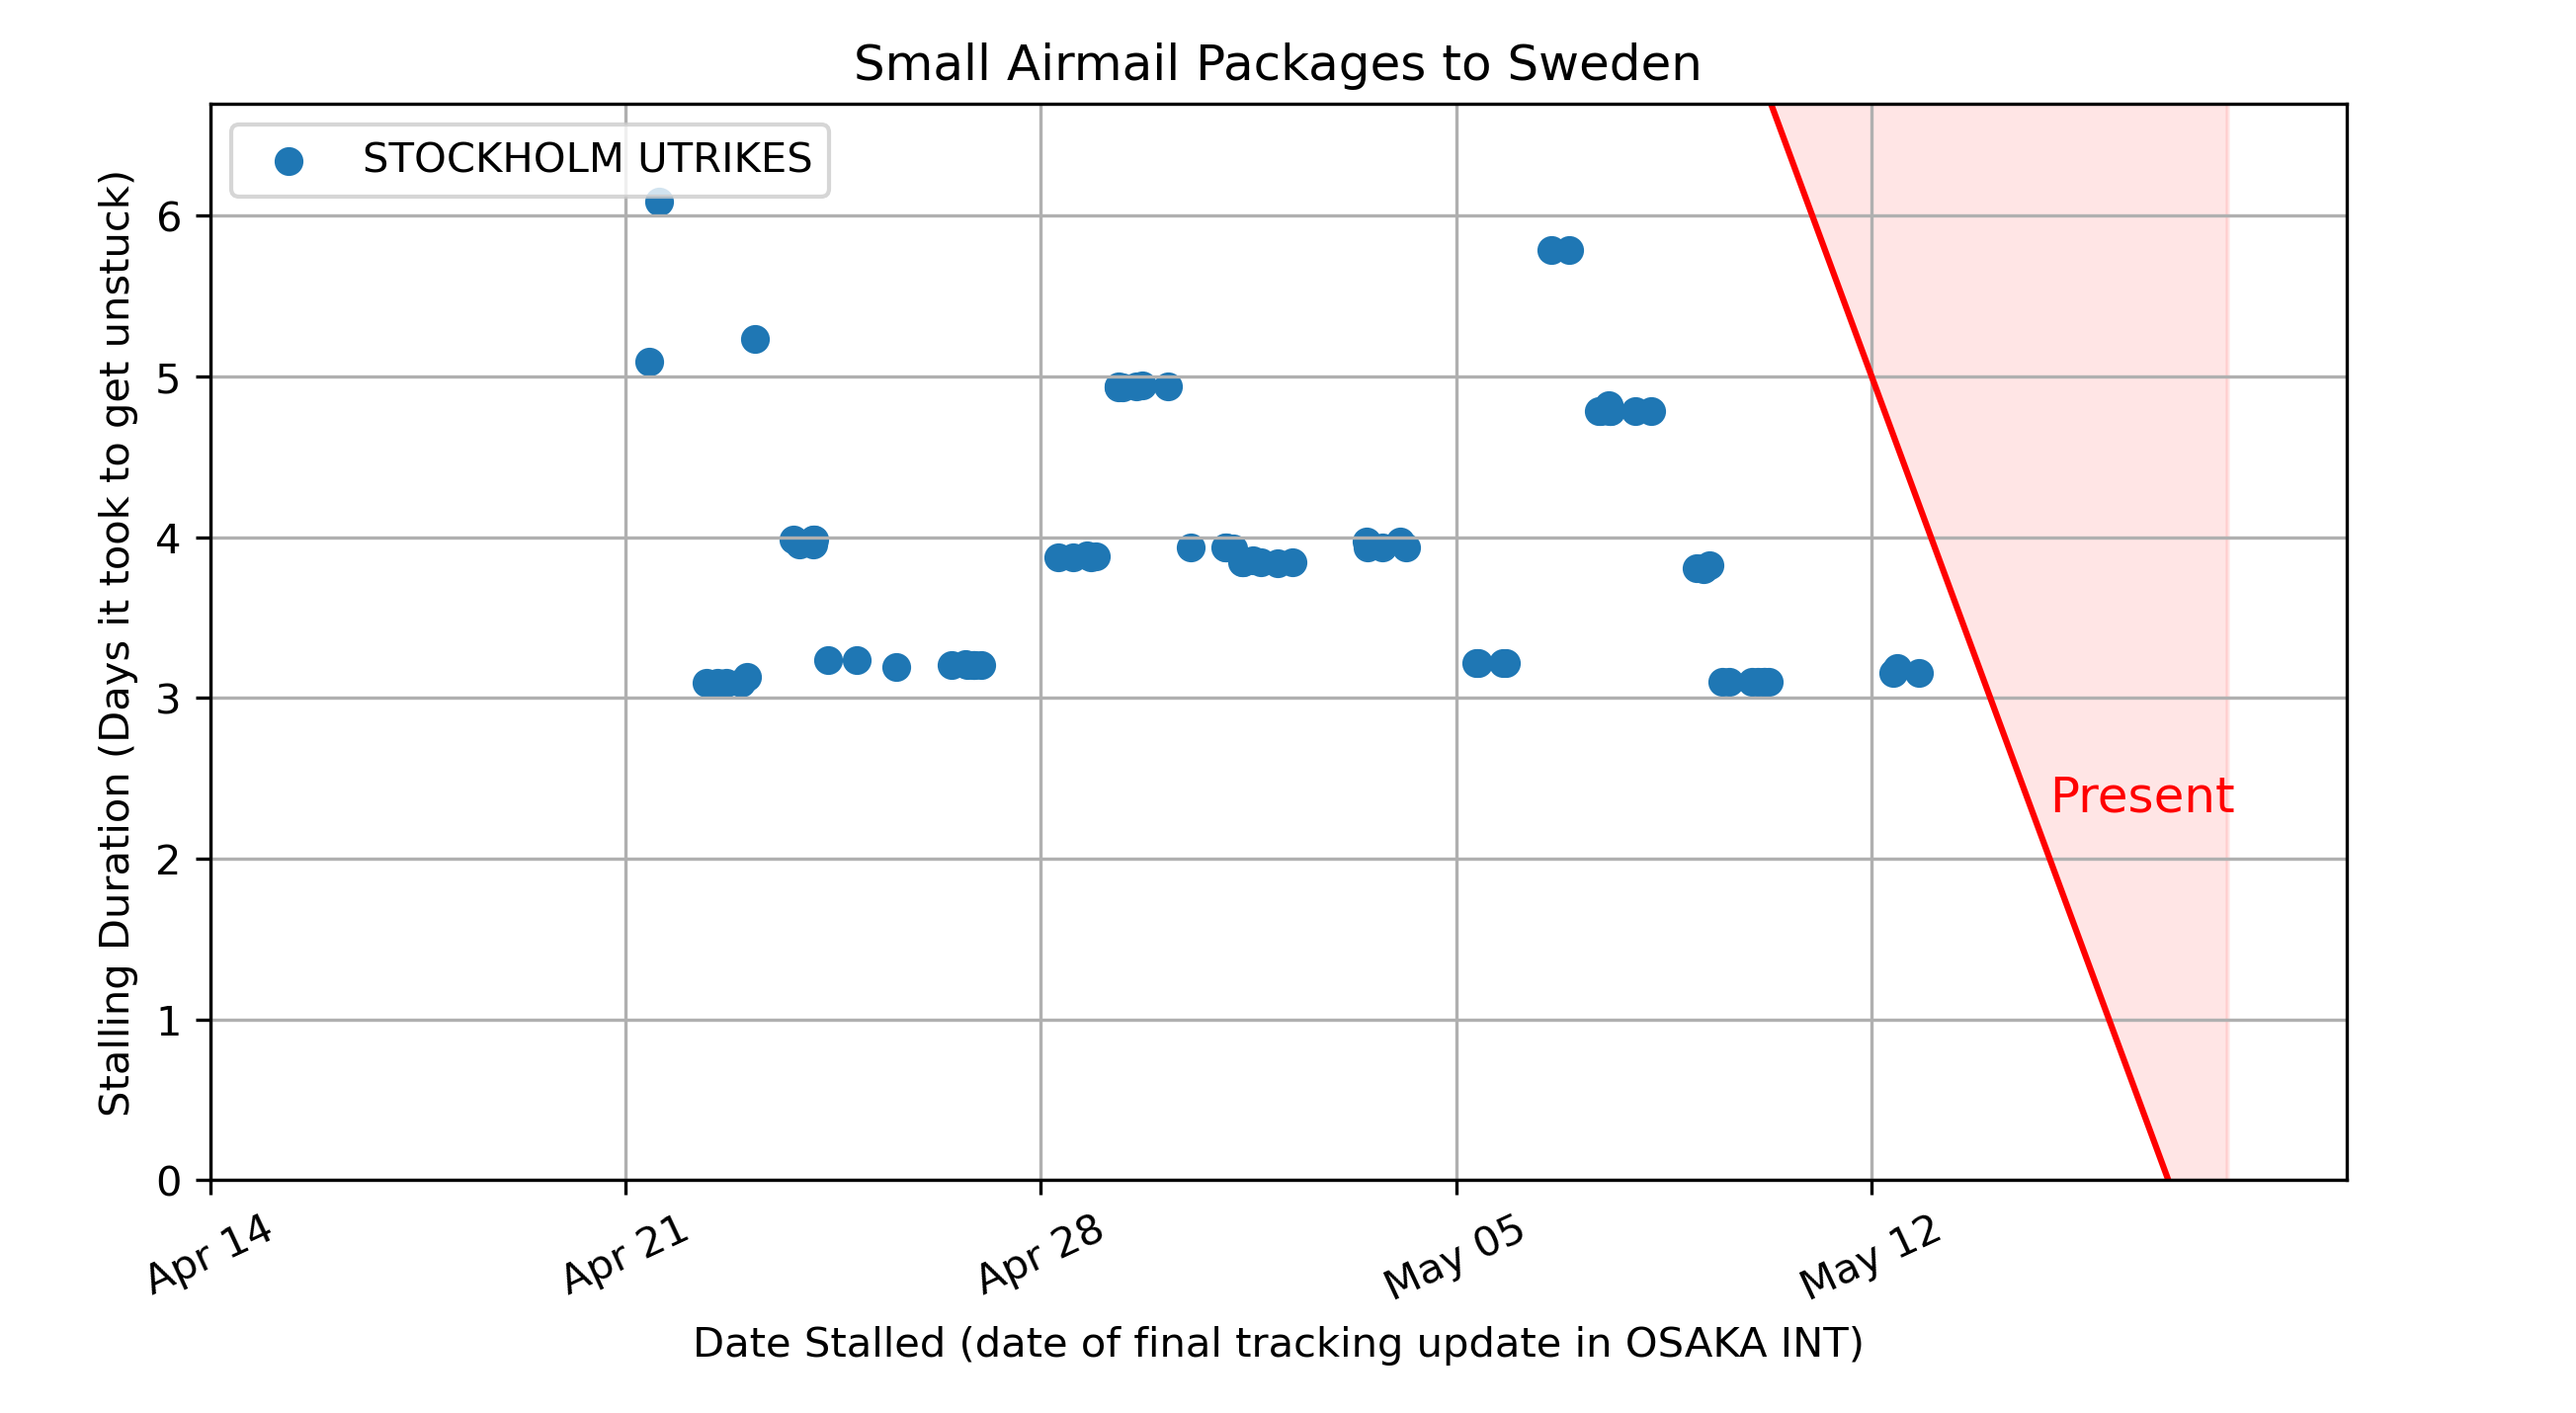 Small Airmail Packages to Sweden
STOCKHOLM UTRIKES
Stalling Duration (Days it took to get unstuck)
6
5
4
3
2
1
0
Present
Apr 14
Apr 21
Apr 28
May 05
May 12
Date Stalled (date of final tracking update in OSAKA INT)